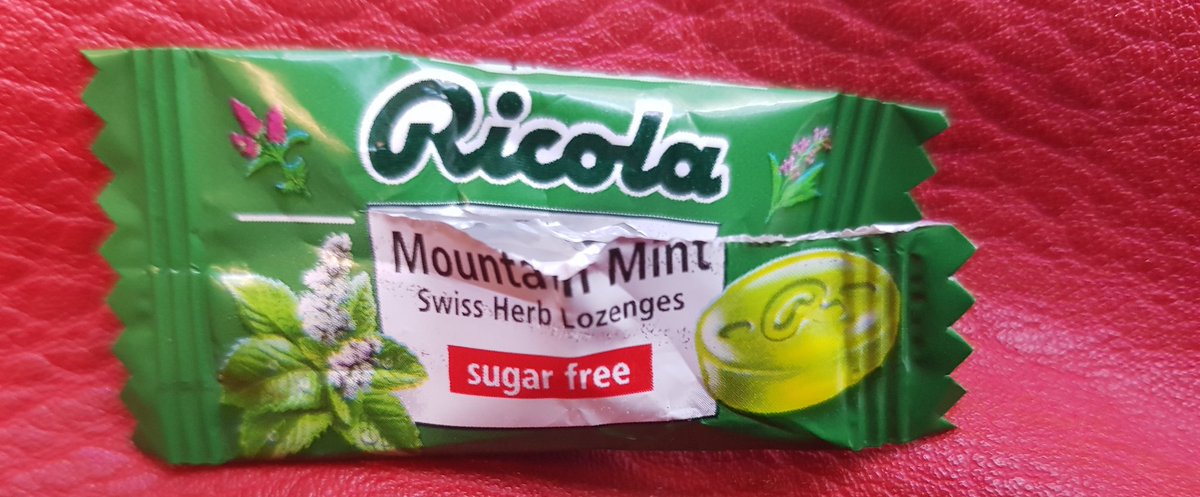 Ricola
Mountain Mint
Swiss Herb Lozenges
sugar free